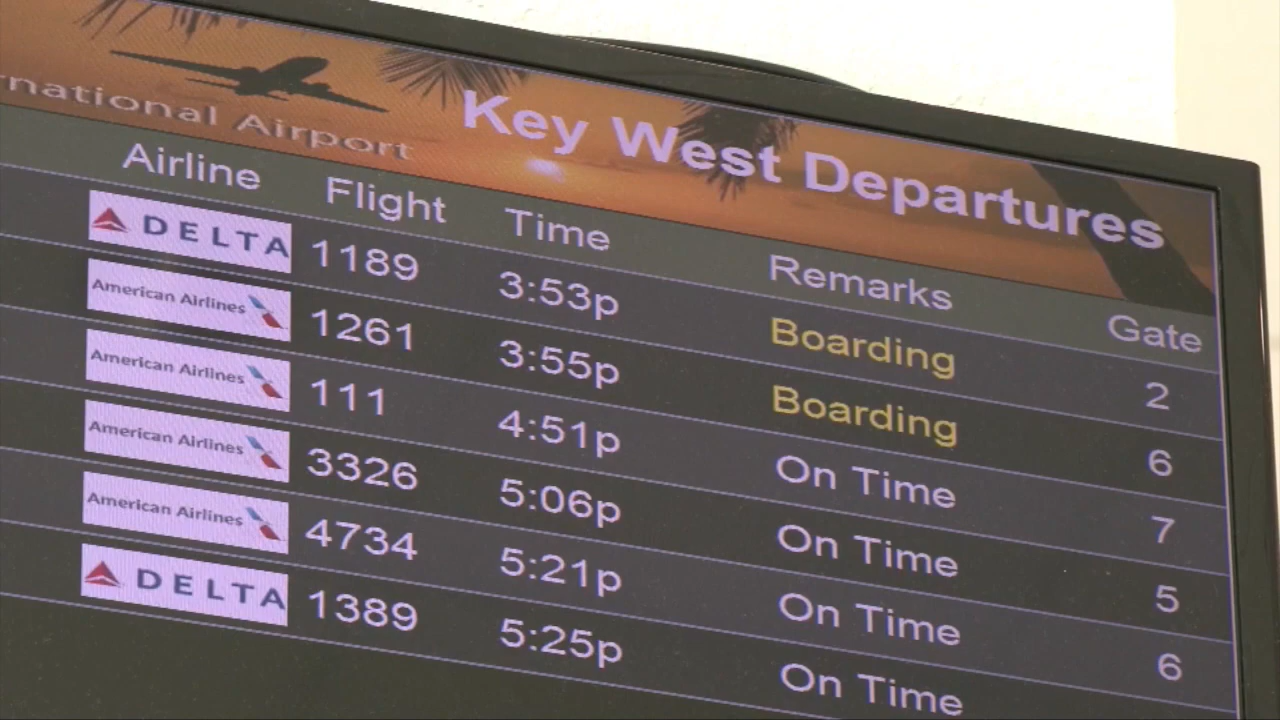 Key West Departures
rnational Airport
Airline Flight Time Remarks Gate
DELTA 1189 3:53p Boarding 2
American Airlines 1261 3:55p Boarding 6
American Airlines 111 4:51p On Time 7
American Airlines 3326 5:06p On Time 5
American Airlines 4734 5:21p On Time 6
DELTA 1389 5:25p On Time